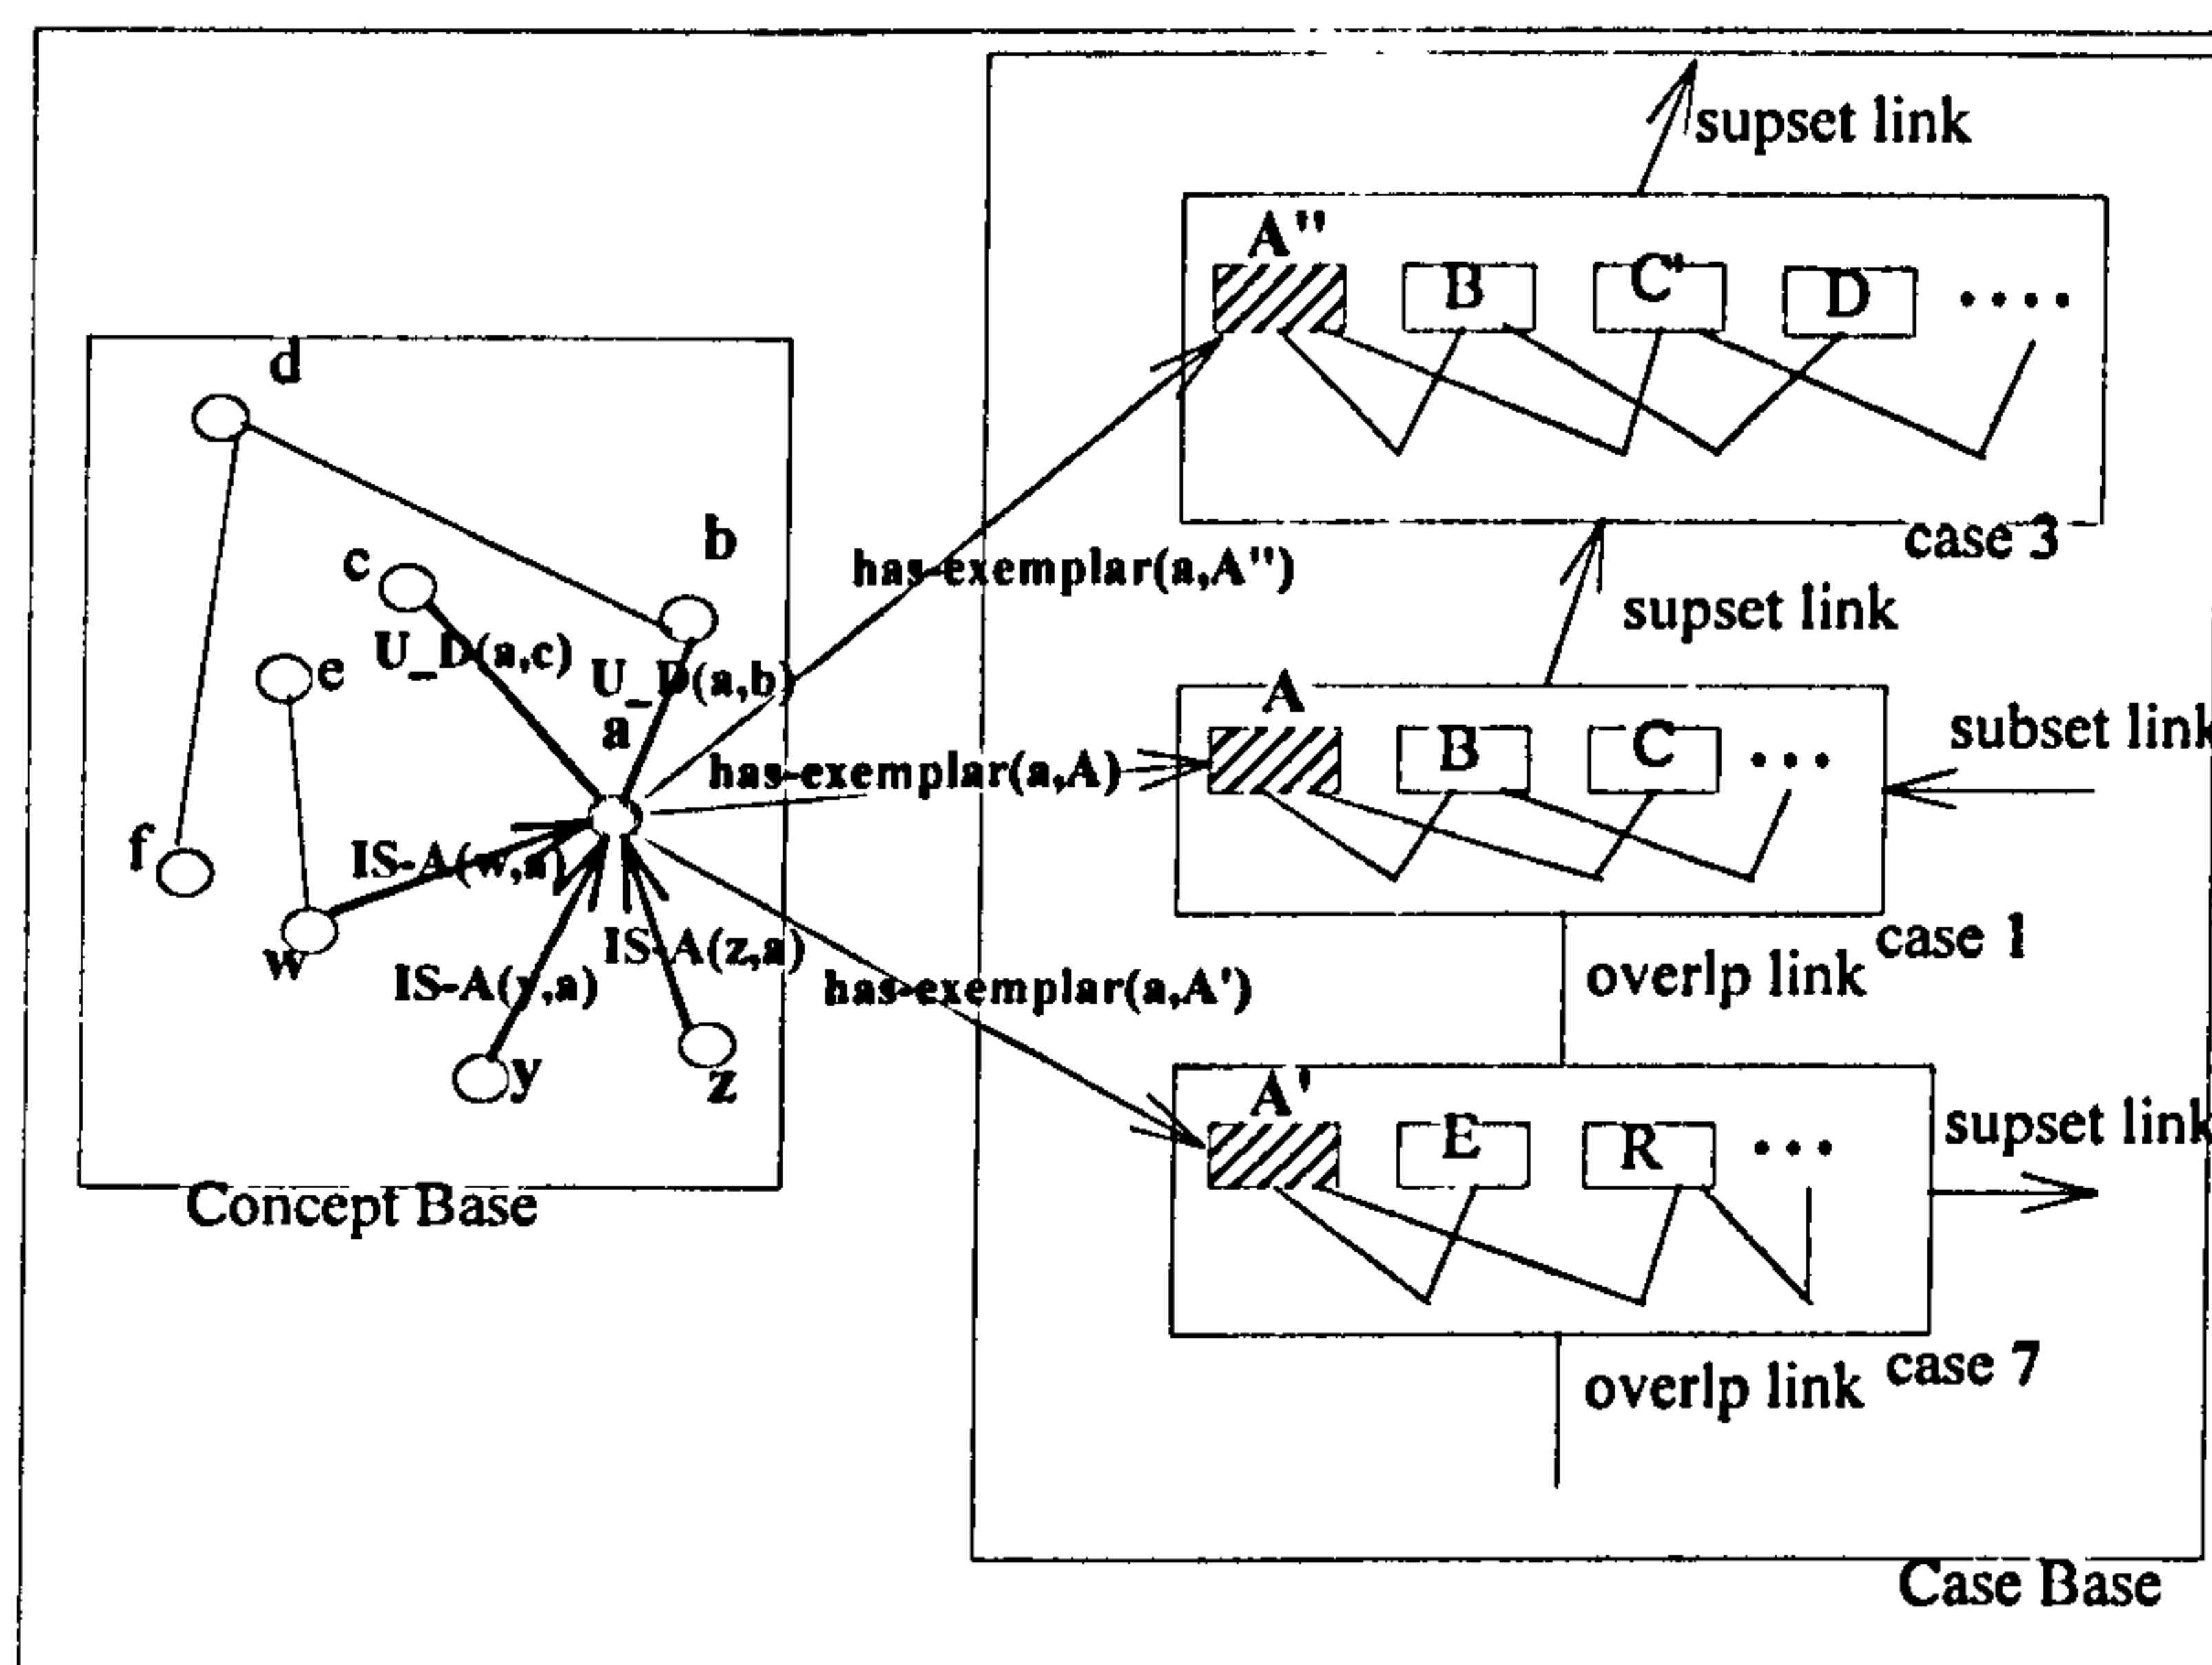 supset link
A"
B
C'
D
....
case 3
d
b
c
has-exemplar(a,A")
supset link
U_D(a,c)
U_D(a,b)
e
a
A
B
C
...
subset link
has-exemplar(a,A)
f
IS-A(w,a)
case 1
w
IS-A(z,a)
overlp link
IS-A(y,a)
has-exemplar(a,A')
y
z
A'
E
R
...
supset link
Concept Base
case 7
overlp link
Case Base